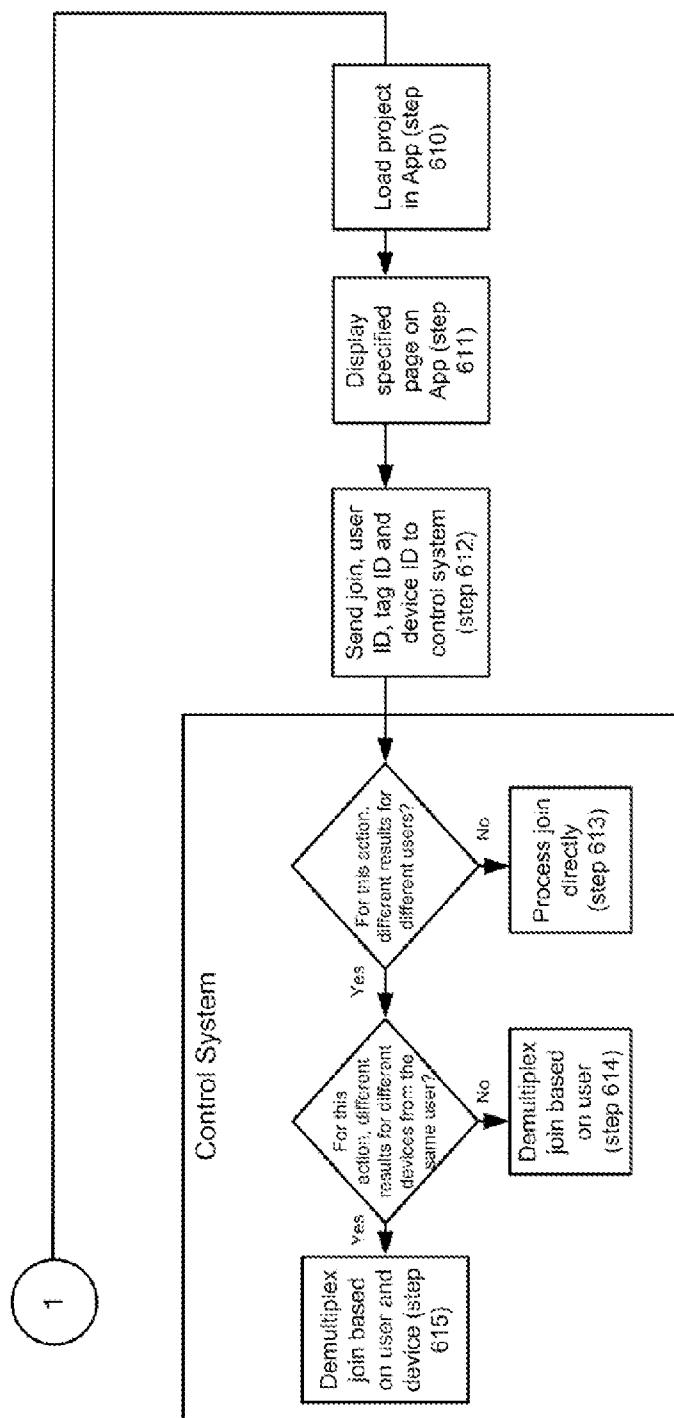 1
Load project
in App (step
610)
Display
specified
page on
App (step
611)
Send join, user
ID, tag ID and
device ID to
control system
(step 612)
Control System
For this action,
different results for
different users?
No
Process join
directly
(step 613)
Yes
For this
action, different
results for different
devices from the
same user?
No
Demultiplex
join based
on user
(step 614)
Yes
Demultiplex
join based
on user and
device (step
615)